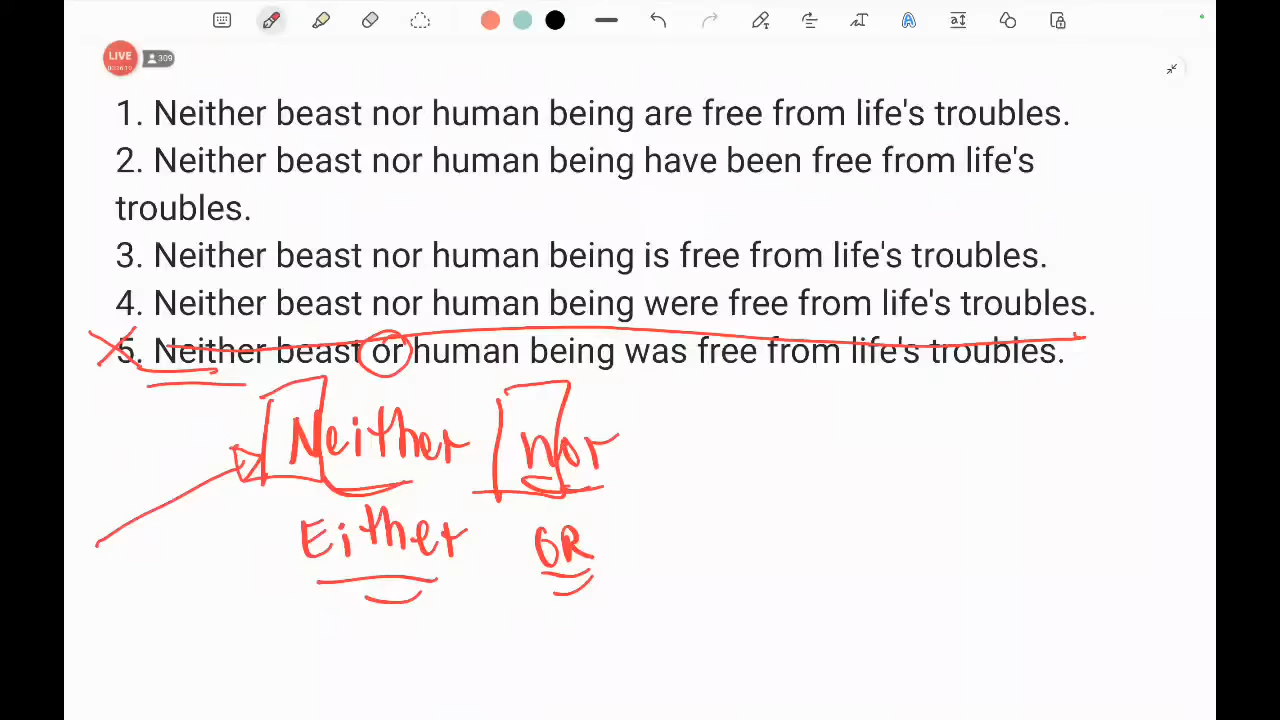 LIVE
309
1. Neither beast nor human being are free from life's troubles.
2. Neither beast nor human being have been free from life's
troubles.
3. Neither beast nor human being is free from life's troubles.
4. Neither beast nor human being were free from life's troubles.
5. Neither beast or human being was free from life's troubles.
Neither nor
Either OR